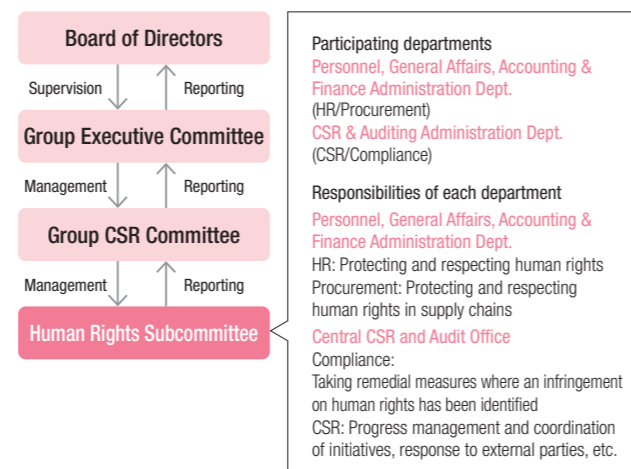 Board of Directors
Supervision
Reporting
Group Executive Committee
Management
Reporting
Group CSR Committee
Management
Reporting
Human Rights Subcommittee
Participating departments
Personnel, General Affairs, Accounting &
Finance Administration Dept.
(HR/Procurement)
CSR & Auditing Administration Dept.
(CSR/Compliance)
Responsibilities of each department
Personnel, General Affairs, Accounting &
Finance Administration Dept.
HR: Protecting and respecting human rights
Procurement: Protecting and respecting
human rights in supply chains
Central CSR and Audit Office
Compliance:
Taking remedial measures where an infringement
on human rights has been identified
CSR: Progress management and coordination
of initiatives, response to external parties, etc.